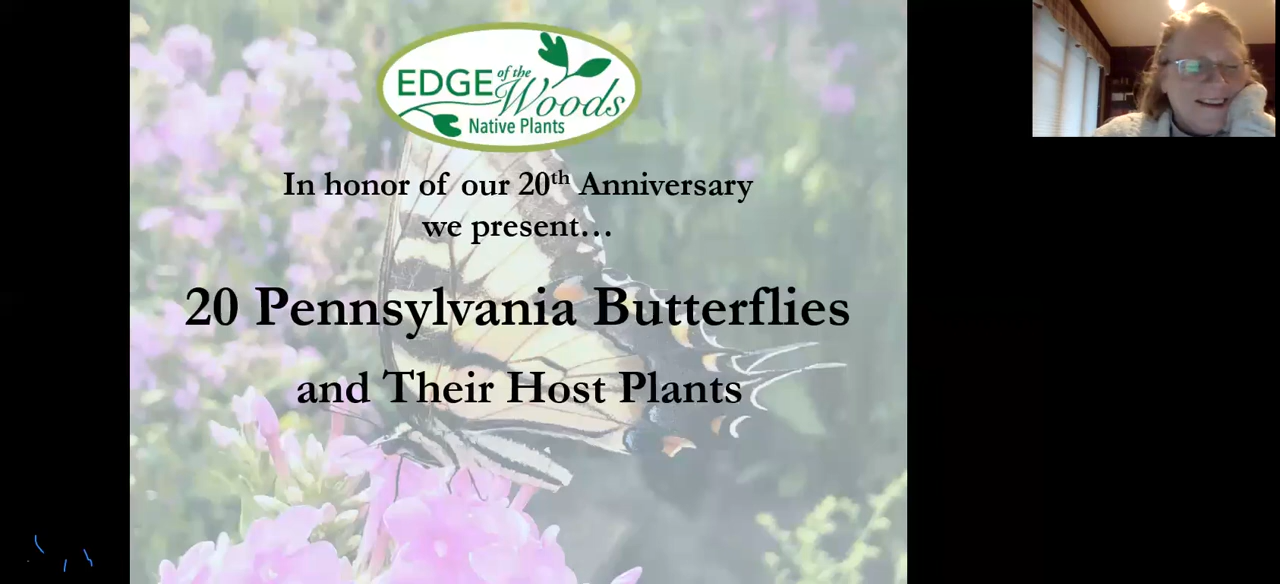 EDGE of the Woods
Native Plants
In honor of our 20th Anniversary
we present…
20 Pennsylvania Butterflies
and Their Host Plants